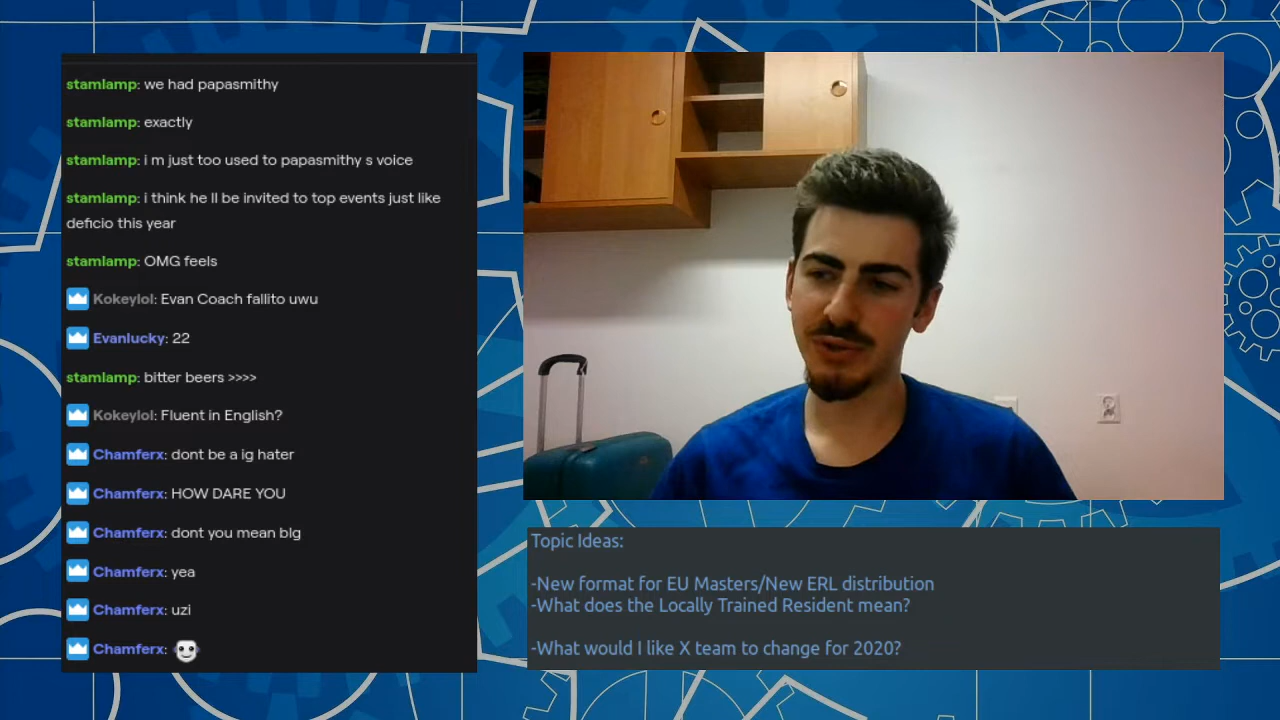 stamlamp: we had papasmithy
stamlamp: exactly
stamlamp: i m just too used to papasmithy s voice
stamlamp: i think he ll be invited to top events just like
deficio this year
stamlamp: OMG feels
Kokeylol: Evan Coach fallito uwu
Evanlucky: 22
stamlamp: bitter beers >>>>
Kokeylol: Fluent in English?
Chamferx: dont be a ig hater
Chamferx: HOW DARE YOU
Chamferx: dont you mean blg
Chamferx: yea
Chamferx: uzi
Chamferx:
Topic Ideas:
-New format for EU Masters/New ERL distribution
-What does the Locally Trained Resident mean?
-What would I like X team to change for 2020?